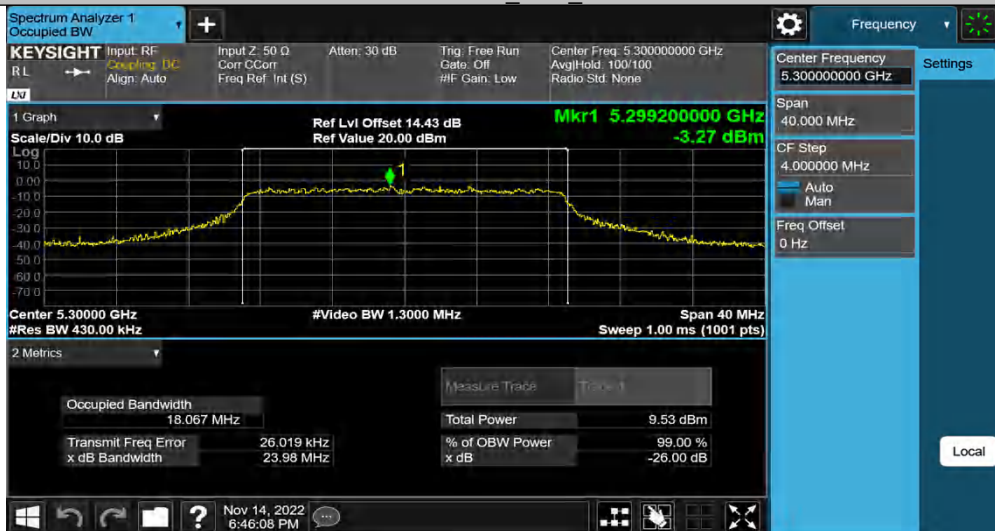 Spectrum Analyzer 1
Occupied BW
+
Frequency
KEYSIGHT
RL
LXI
Input: RF
Coupling: DC
Align: Auto
Input Z: 50 Ω
Corr CCorr
Freq Ref: Int (S)
Atten: 30 dB
Trig: Free Run
Gate: Off
#IF Gain: Low
Center Freq: 5.300000000 GHz
Avg|Hold: 100/100
Radio Std: None
Center Frequency
5.300000000 GHz
Settings
Span
40.000 MHz
CF Step
4.000000 MHz
Auto
Man
Freq Offset
0 Hz
1 Graph
Scale/Div 10.0 dB
Ref Lvl Offset 14.43 dB
Ref Value 20.00 dBm
Mkr1 5.299200000 GHz
-3.27 dBm
Log
10.0
0.00
-10.0
-20.0
-30.0
-40.0
-50.0
-60.0
-70.0
1
Center 5.30000 GHz
#Res BW 430.00 kHz
#Video BW 1.3000 MHz
Span 40 MHz
Sweep 1.00 ms (1001 pts)
2 Metrics
Measure Trace
Trace 1
Occupied Bandwidth
18.067 MHz
Total Power
9.53 dBm
Transmit Freq Error
26.019 kHz
% of OBW Power
99.00 %
x dB Bandwidth
23.98 MHz
x dB
-26.00 dB
Local
?
Nov 14, 2022
6:46:08 PM